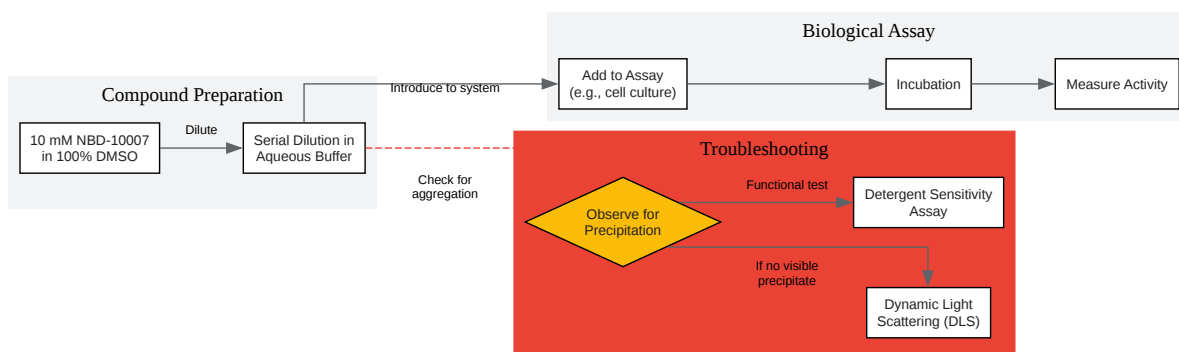 Compound Preparation
10 mM NBD-10007
in 100% DMSO
Dilute
Serial Dilution in
Aqueous Buffer
Introduce to system
Biological Assay
Add to Assay
(e.g., cell culture)
Incubation
Measure Activity
Check for
aggregation
Troubleshooting
Observe for
Precipitation
Functional test
Detergent Sensitivity
Assay
If no visible
precipitate
Dynamic Light
Scattering (DLS)